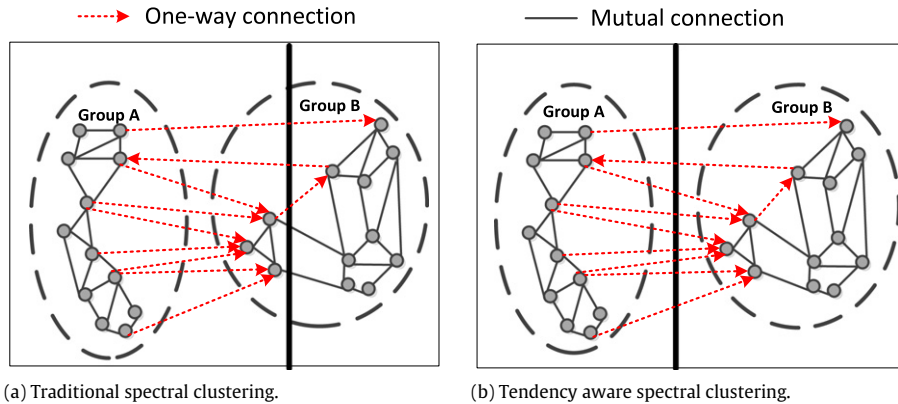 One-way connection
Mutual connection
Group A
Group B
Group A
Group B
(a) Traditional spectral clustering.
(b) Tendency aware spectral clustering.